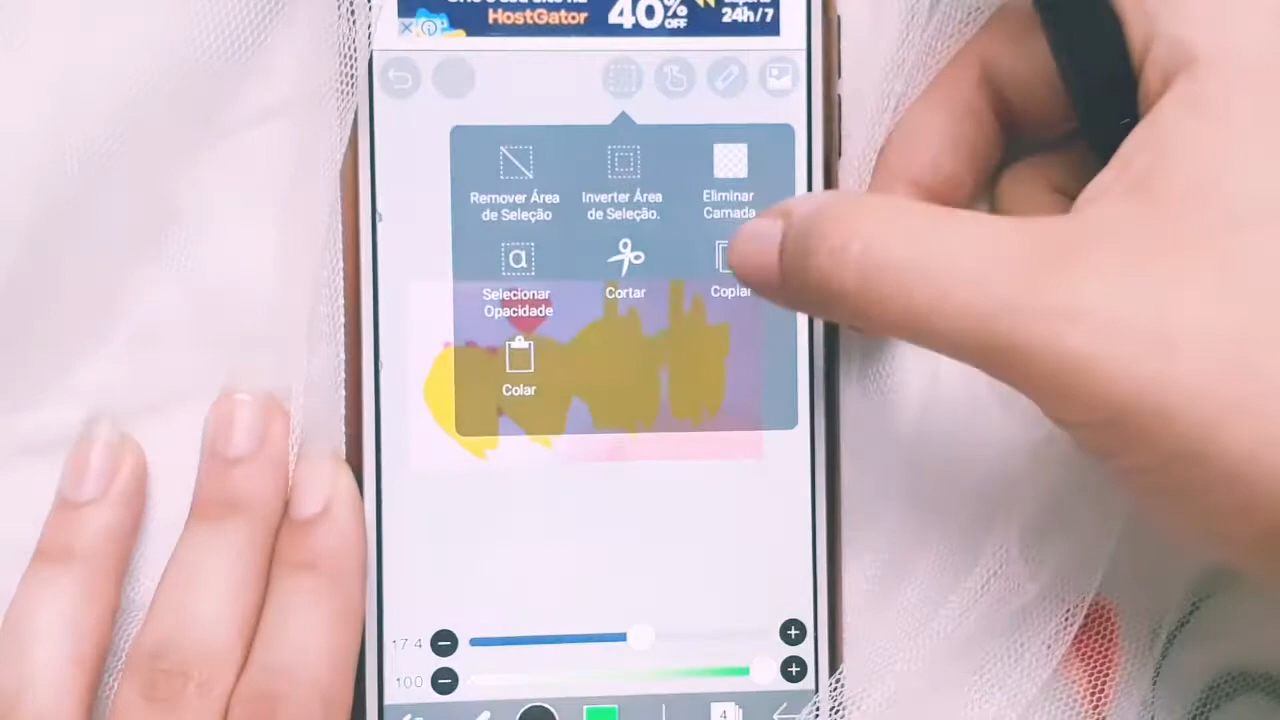 HostGator
40%
OFF
24h/7
Remover Área
de Seleção
Inverter Área
de Seleção.
Eliminar
Camada
Selecionar
Opacidade
Cortar
Copiar
Colar
17.4
100
4